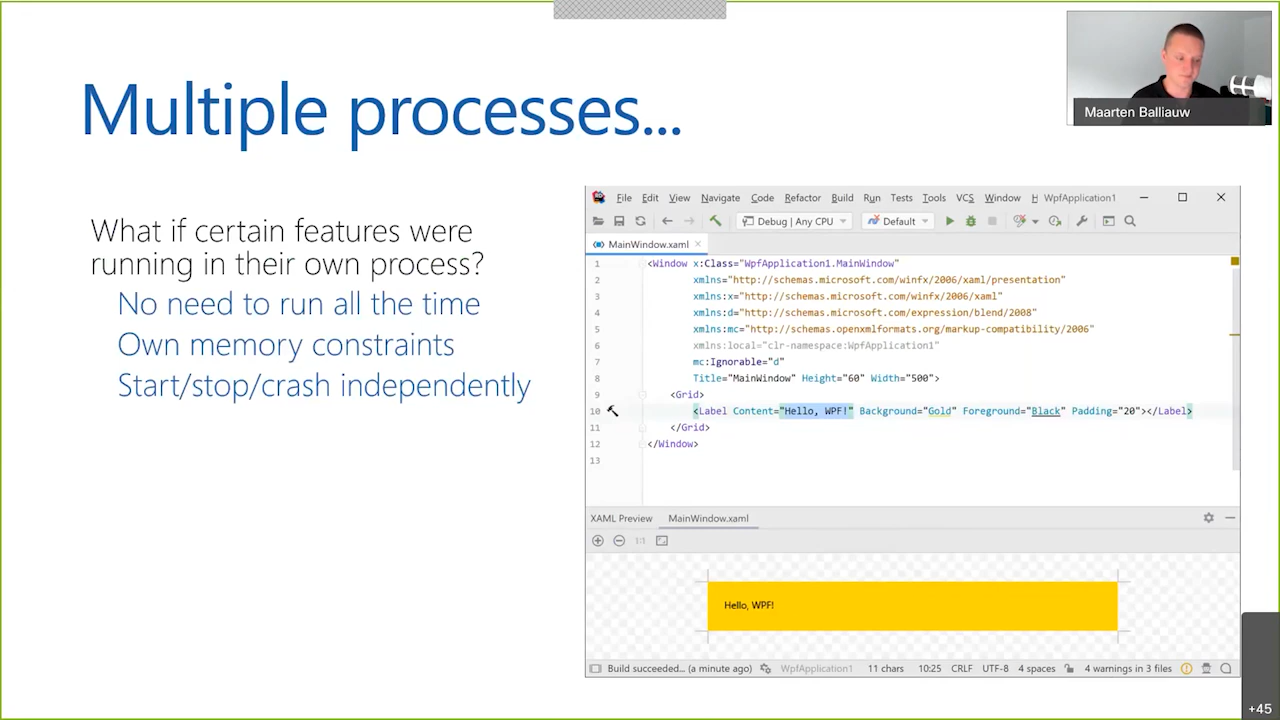 Multiple processes...
Maarten Balliauw
What if certain features were
running in their own process?
No need to run all the time
Own memory constraints
Start/stop/crash independently
File Edit View Navigate Code Refactor Build Run Tests Tools VCS Window H WpfApplication1
Debug | Any CPU Default
MainWindow.xaml
1 <Window x:Class="WpfApplication1.MainWindow"
2 xmlns="http://schemas.microsoft.com/winfx/2006/xaml/presentation"
3 xmlns:x="http://schemas.microsoft.com/winfx/2006/xaml"
4 xmlns:d="http://schemas.microsoft.com/expression/blend/2008"
5 xmlns:mc="http://schemas.openxmlformats.org/markup-compatibility/2006"
6 xmlns:local="clr-namespace:WpfApplication1"
7 mc:Ignorable="d"
8 Title="MainWindow" Height="60" Width="500">
9 <Grid>
10 <Label Content="Hello, WPF!" Background="Gold" Foreground="Black" Padding="20"></Label>
11 </Grid>
12 </Window>
13
XAML Preview MainWindow.xaml
1:1
Hello, WPF!
Build succeeded... (a minute ago) WpfApplication1 11 chars 10:25 CRLF UTF-8 4 spaces 4 warnings in 3 files
+45